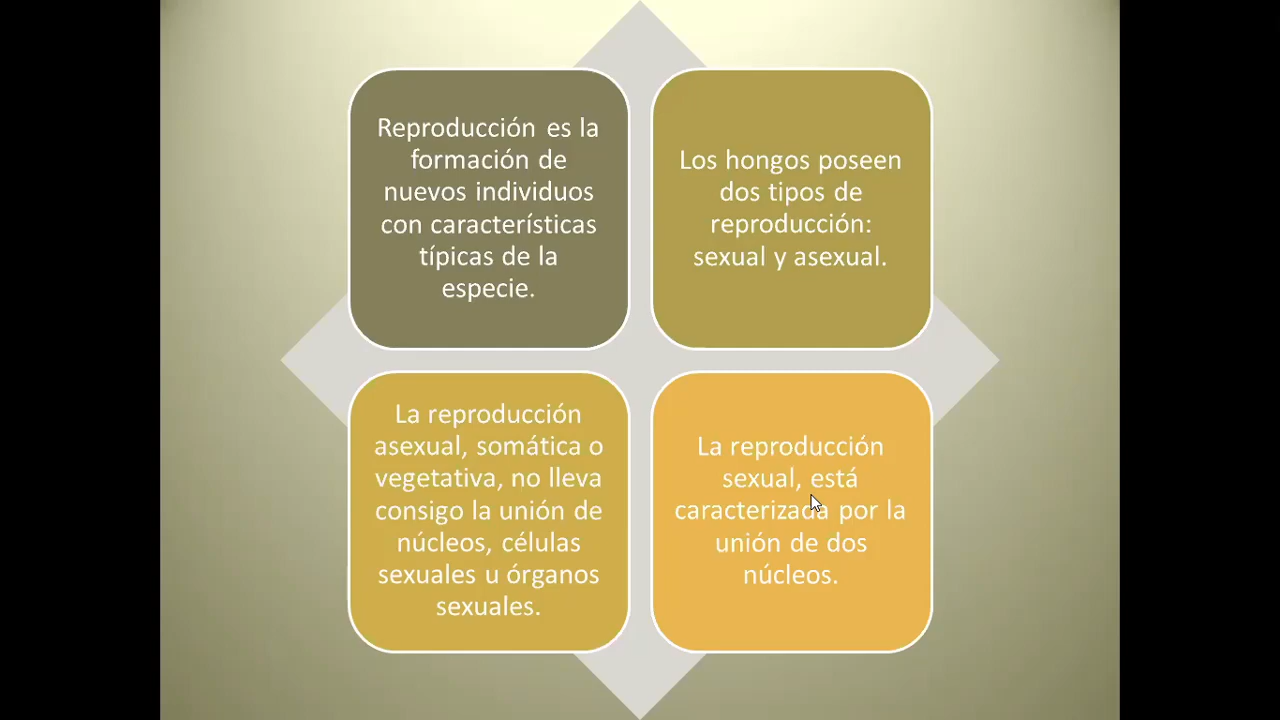 Reproducción es la
formación de
nuevos individuos
con características
típicas de la
especie.
Los hongos poseen
dos tipos de
reproducción:
sexual y asexual.
La reproducción
asexual, somática o
vegetativa, no lleva
consigo la unión de
núcleos, células
sexuales u órganos
sexuales.
La reproducción
sexual, está
caracterizada por la
unión de dos
núcleos.